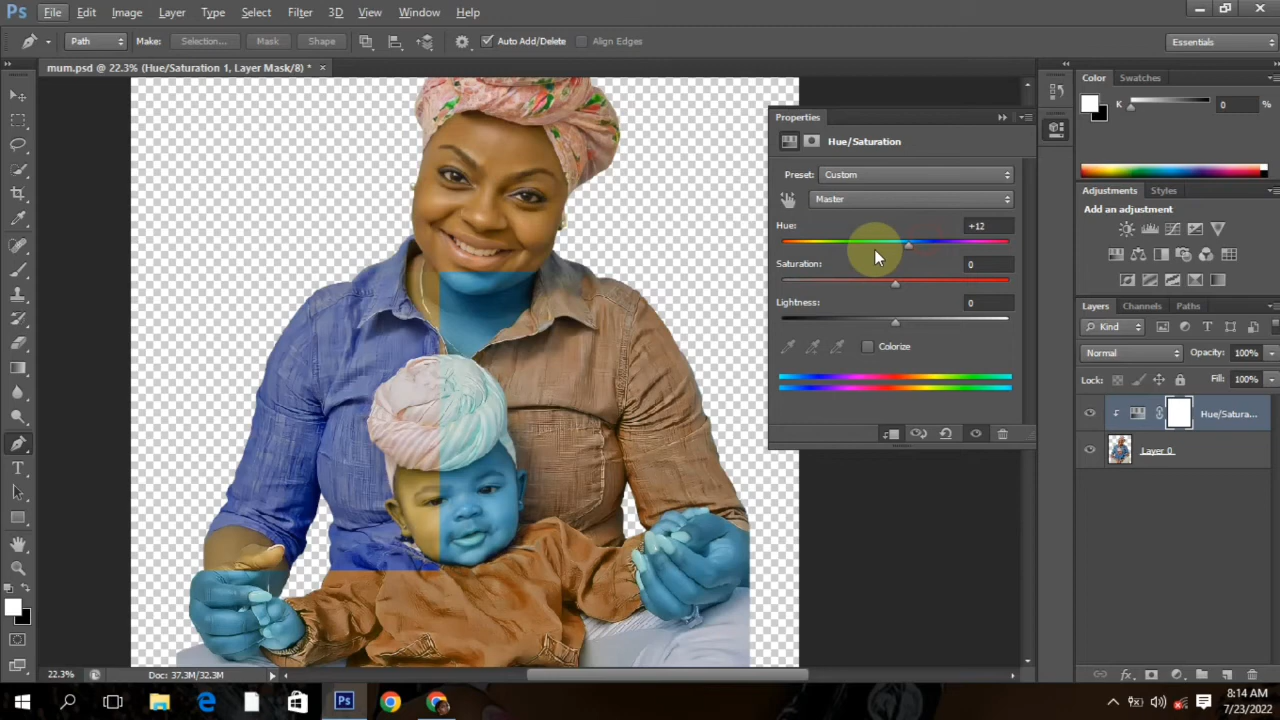 Ps File Edit Image Layer Type Select Filter 3D View Window Help
Path Make: Selection... Mask Shape Auto Add/Delete Align Edges Essentials
mum.psd @ 22.3% (Hue/Saturation 1, Layer Mask/8) * ×
Color Swatches
K 0 %
Properties
Hue/Saturation
Preset: Custom
Master
Hue: +12
Saturation: 0
Lightness: 0
Colorize
Adjustments Styles
Add an adjustment
Layers Channels Paths
Kind
Normal Opacity: 100%
Lock: Fill: 100%
Hue/Satura...
Layer 0
22.3% Doc: 37.3M/32.3M
Ps
8:14 AM
7/23/2022